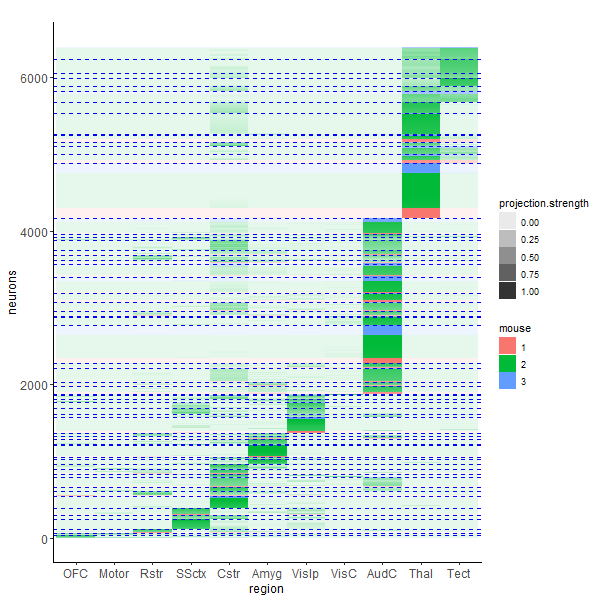 6000
4000
2000
0
neurons
OFC Motor Rstr SSctx Cstr Amyg VisIp VisC AudC Thal Tect
region
projection.strength
0.00
0.25
0.50
0.75
1.00
mouse
1
2
3